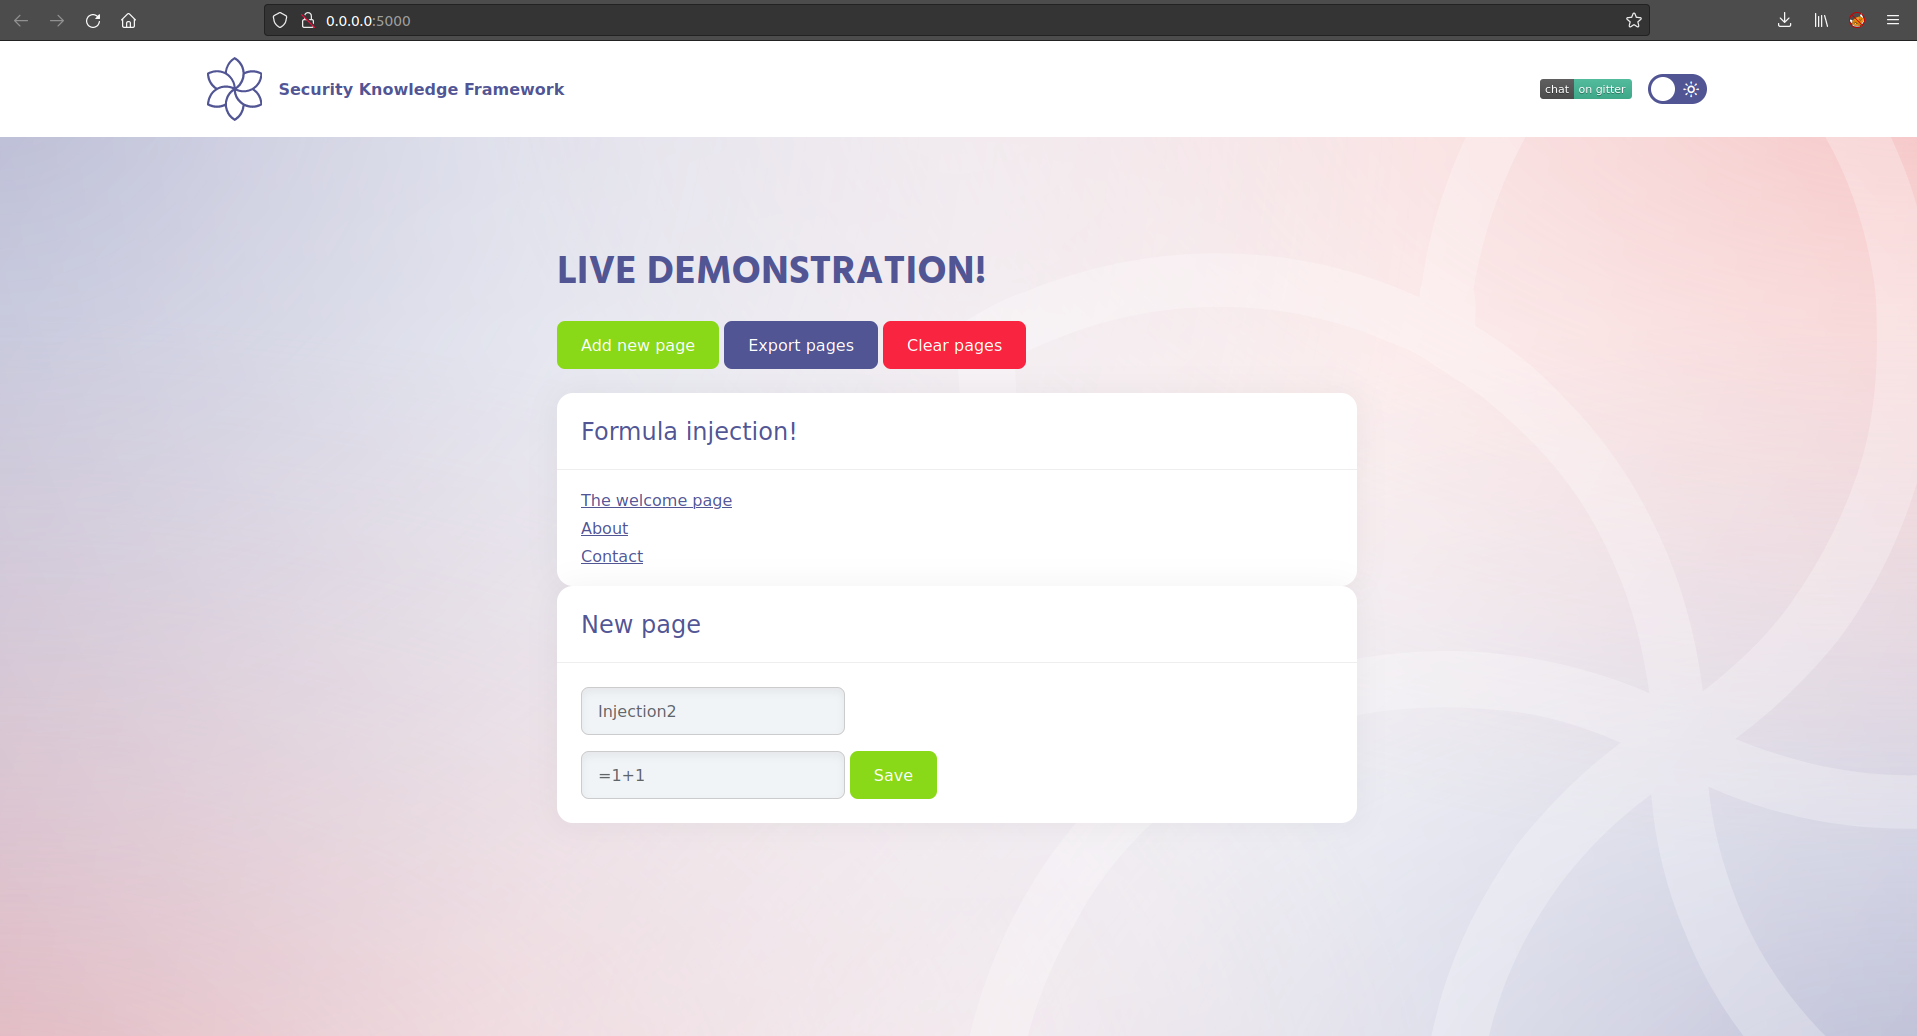 0.0.0.0:5000
Security Knowledge Framework
chat on gitter
LIVE DEMONSTRATION!
Add new page Export pages Clear pages
Formula injection!
The welcome page
About
Contact
New page
Injection2
=1+1 Save